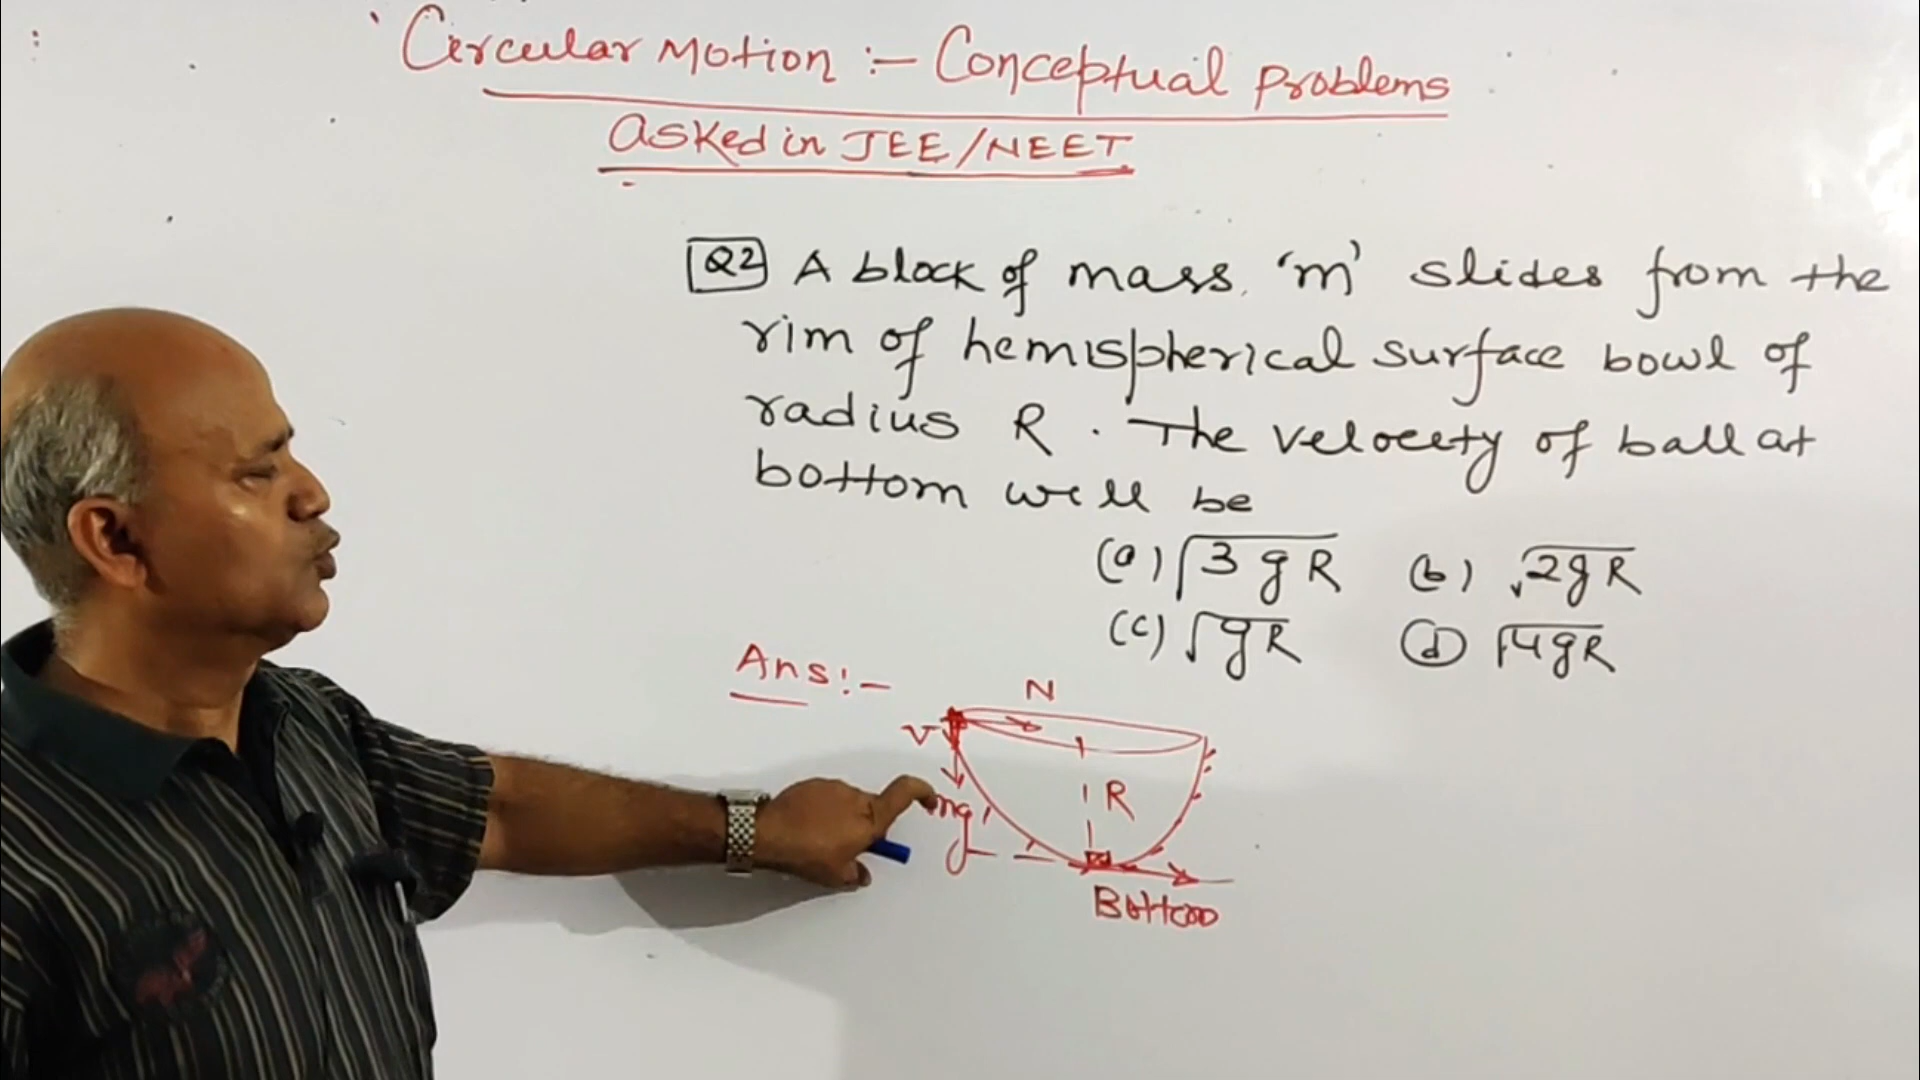 Circular Motion :- Conceptual Problems
asked in JEE/NEET
Q2 A block of mass 'm' slides from the
rim of hemispherical surface bowl of
radius R. The velocity of ball at
bottom will be
(a) √3gR (b) √2gR
(c) √gR (d) √4gR
Ans:-
N
V
mg
R
Bottom